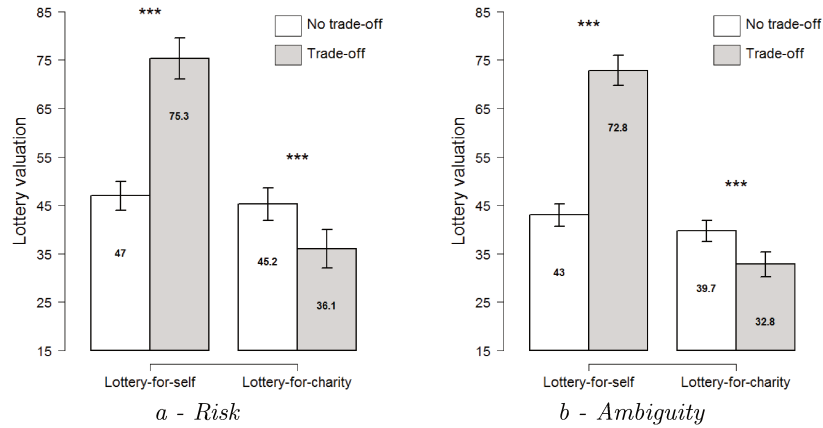 85
75
65
55
45
35
25
15
Lottery valuation
***
***
No trade-off
Trade-off
47
75.3
45.2
36.1
Lottery-for-self
Lottery-for-charity
a - Risk
85
75
65
55
45
35
25
15
Lottery valuation
***
***
No trade-off
Trade-off
43
72.8
39.7
32.8
Lottery-for-self
Lottery-for-charity
b - Ambiguity